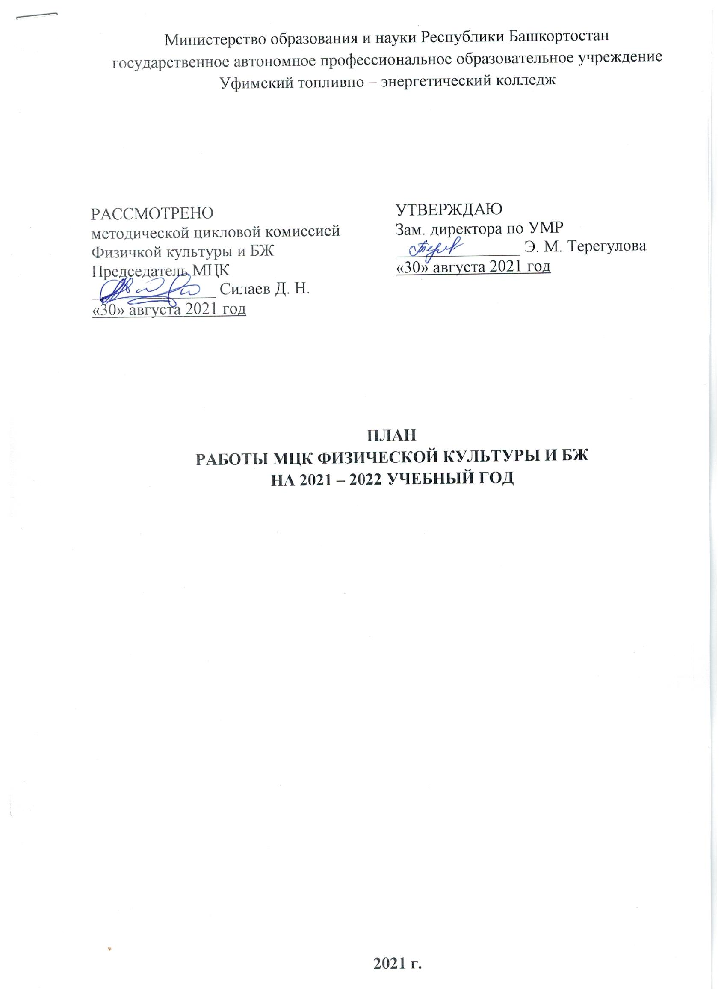 Министерство образования и науки Республики Башкортостан
государственное автономное профессиональное образовательное учреждение
Уфимский топливно – энергетический колледж
РАССМОТРЕНО
методической цикловой комиссией
Физичкой культуры и БЖ
Председатель МЦК
Силаев Д. Н.
«30» августа 2021 год
УТВЕРЖДАЮ
Зам. директора по УМР
Э. М. Терегулова
«30» августа 2021 год
ПЛАН
РАБОТЫ МЦК ФИЗИЧЕСКОЙ КУЛЬТУРЫ И БЖ
НА 2021 – 2022 УЧЕБНЫЙ ГОД
2021 г.